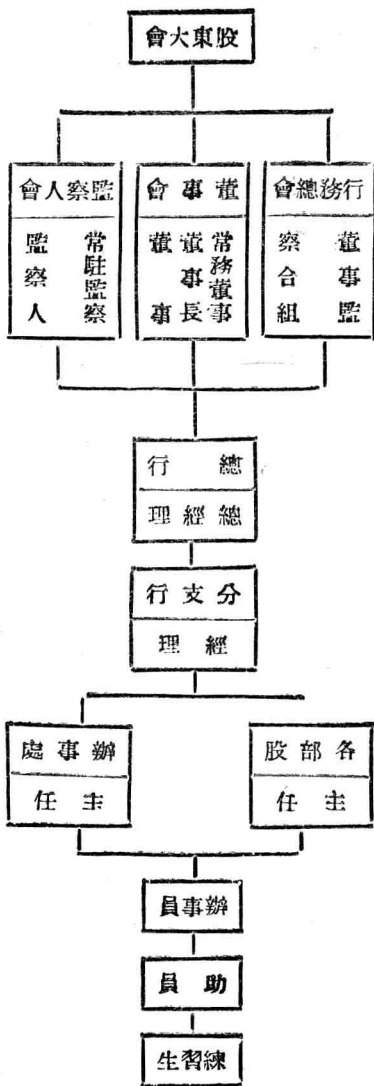 股東大會
行務總會
董事監
察合組
董事會
常務董事
董事長
董事
監察人會
常駐監察
監察人
總行
總經理
分支行
經理
各部股
主任
辦事處
主任
辦事員
助員
練習生